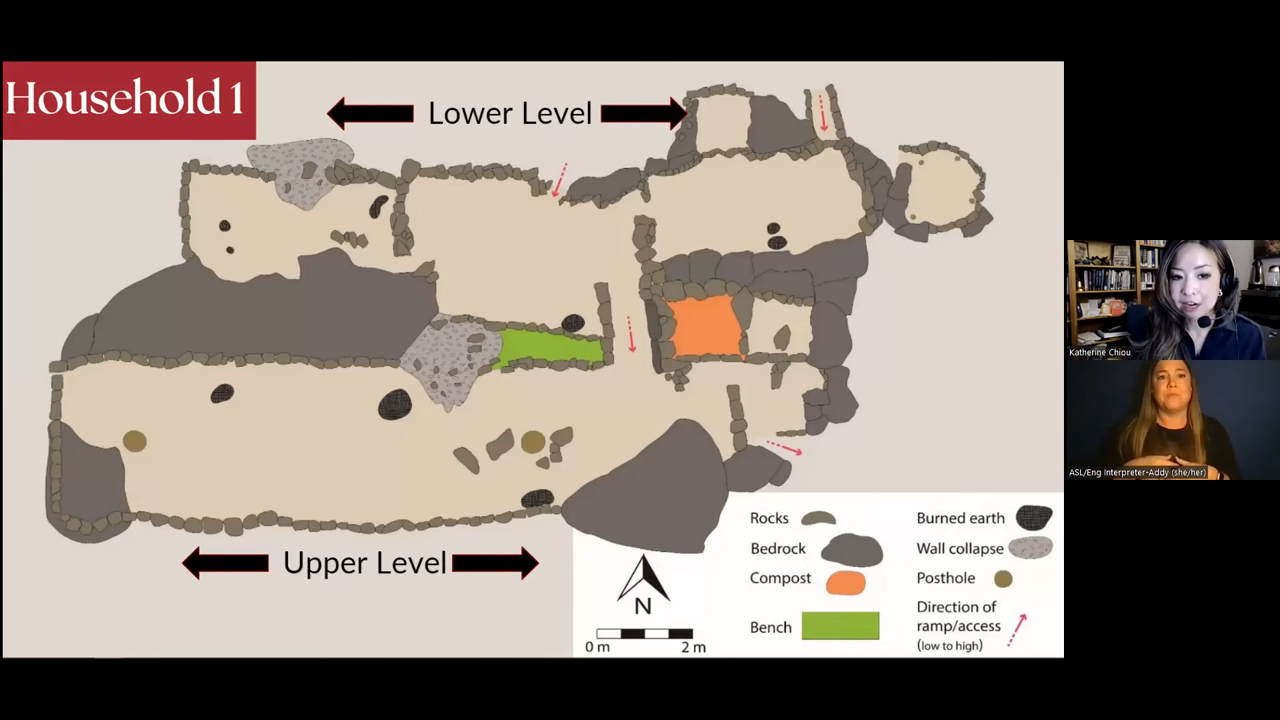 Household 1
Lower Level
Upper Level
N
0 m 2 m
Rocks
Bedrock
Compost
Bench
Burned earth
Wall collapse
Posthole
Direction of
ramp/access
(low to high)
Katherine Chiou
ASL/Eng Interpreter-Addy (she/her)